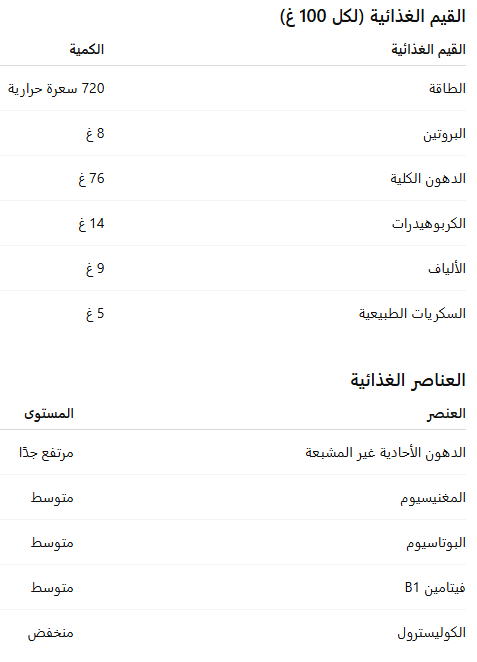 القيم الغذائية (لكل 100 غ)
القيم الغذائية الكمية
الطاقة 720 سعرة حرارية
البروتين 8 غ
الدهون الكلية 76 غ
الكربوهيدرات 14 غ
الألياف 9 غ
السكريات الطبيعية 5 غ
العناصر الغذائية
العنصر المستوى
الدهون الأحادية غير المشبعة مرتفع جدًا
المغنيسيوم متوسط
البوتاسيوم متوسط
فيتامين B1 متوسط
الكوليسترول منخفض